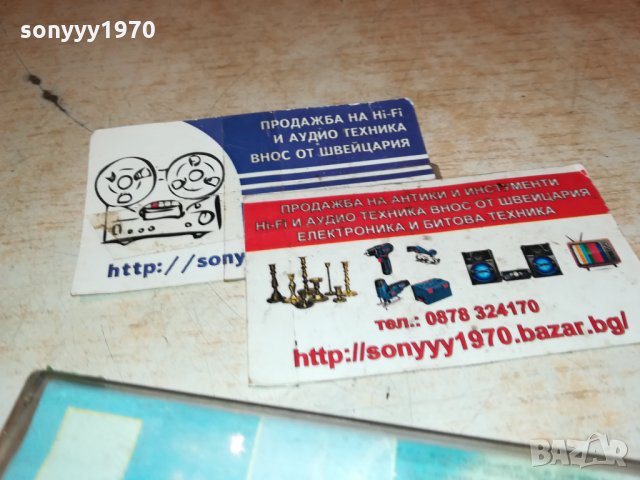 sonyyy1970
ПРОДАЖБА НА Hi-Fi
И АУДИО ТЕХНИКА
ВНОС ОТ ШВЕЙЦАРИЯ
http://sony
ПРОДАЖБА НА АНТИКИ И ИНСТРУМЕНТИ
Hi-Fi И АУДИО ТЕХНИКА ВНОС ОТ ШВЕЙЦАРИЯ
ЕЛЕКТРОНИКА И БИТОВА ТЕХНИКА
тел.: 0878 324170
http://sonyyy1970.bazar.bg/
BAZAR